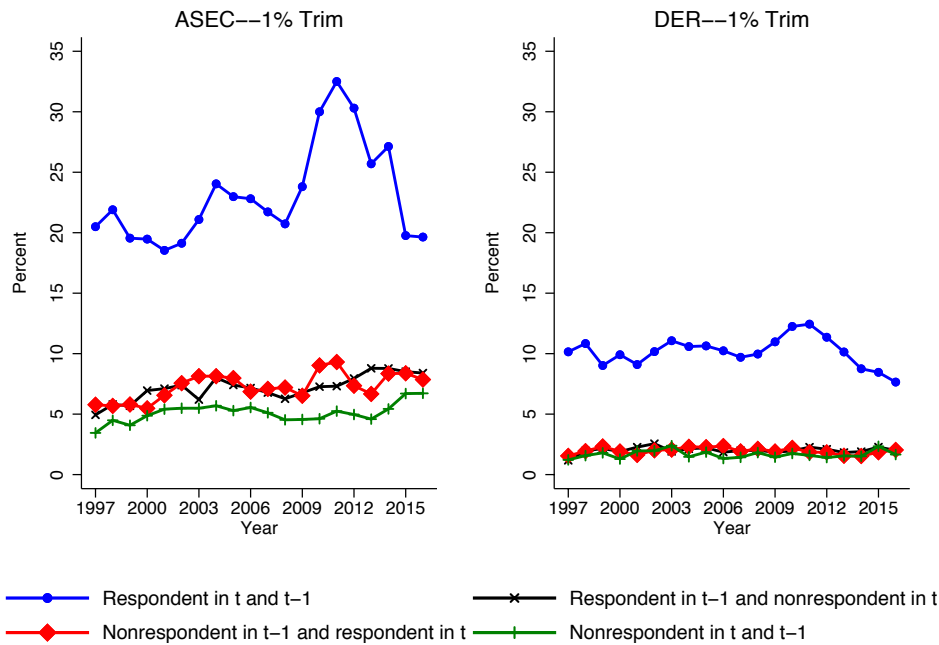 ASEC−−1% Trim
35
30
25
20
15
10
5
0
Percent
1997 2000 2003 2006 2009 2012 2015
Year
DER−−1% Trim
35
30
25
20
15
10
5
0
Percent
1997 2000 2003 2006 2009 2012 2015
Year
Respondent in t and t−1
Respondent in t−1 and nonrespondent in t
Nonrespondent in t−1 and respondent in t
Nonrespondent in t and t−1